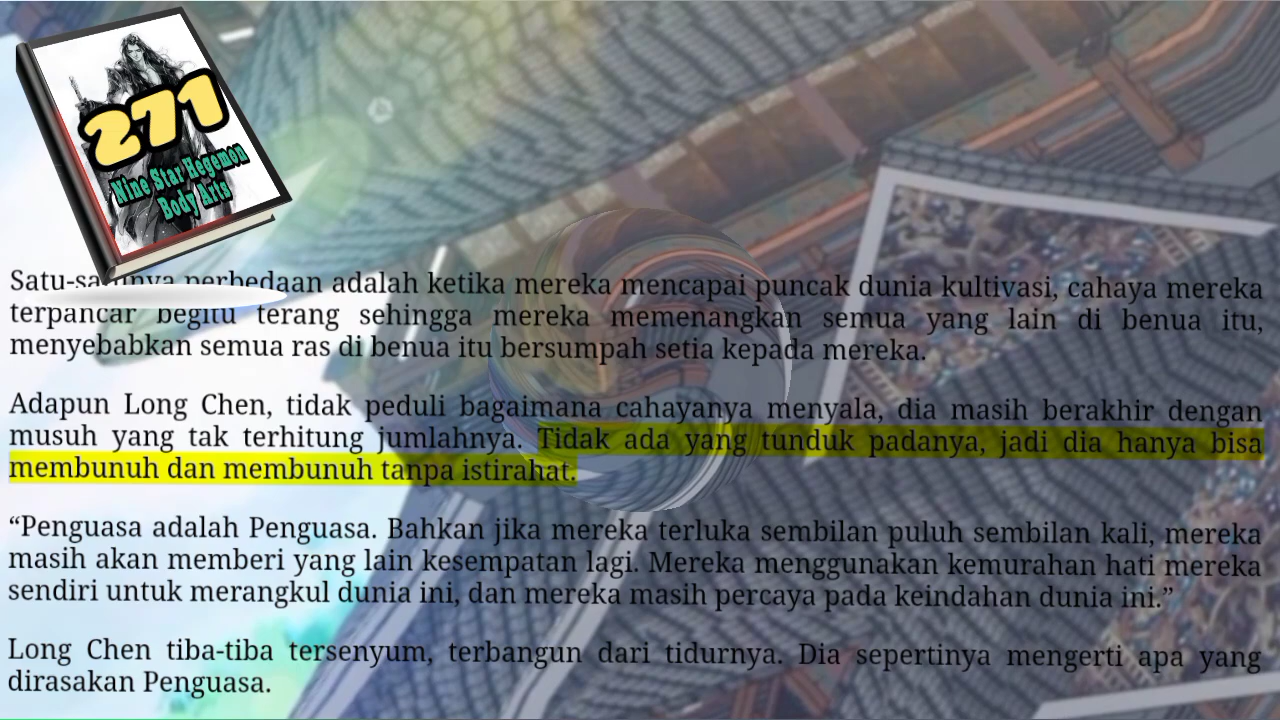 271
Nine Star Hegemon
Body Arts
Satu-satunya perbedaan adalah ketika mereka mencapai puncak dunia kultivasi, cahaya mereka
terpancar begitu terang sehingga mereka memenangkan semua yang lain di benua itu,
menyebabkan semua ras di benua itu bersumpah setia kepada mereka.
Adapun Long Chen, tidak peduli bagaimana cahayanya menyala, dia masih berakhir dengan
musuh yang tak terhitung jumlahnya. Tidak ada yang tunduk padanya, jadi dia hanya bisa
membunuh dan membunuh tanpa istirahat.
“Penguasa adalah Penguasa. Bahkan jika mereka terluka sembilan puluh sembilan kali, mereka
masih akan memberi yang lain kesempatan lagi. Mereka menggunakan kemurahan hati mereka
sendiri untuk merangkul dunia ini, dan mereka masih percaya pada keindahan dunia ini.”
Long Chen tiba-tiba tersenyum, terbangun dari tidurnya. Dia sepertinya mengerti apa yang
dirasakan Penguasa.